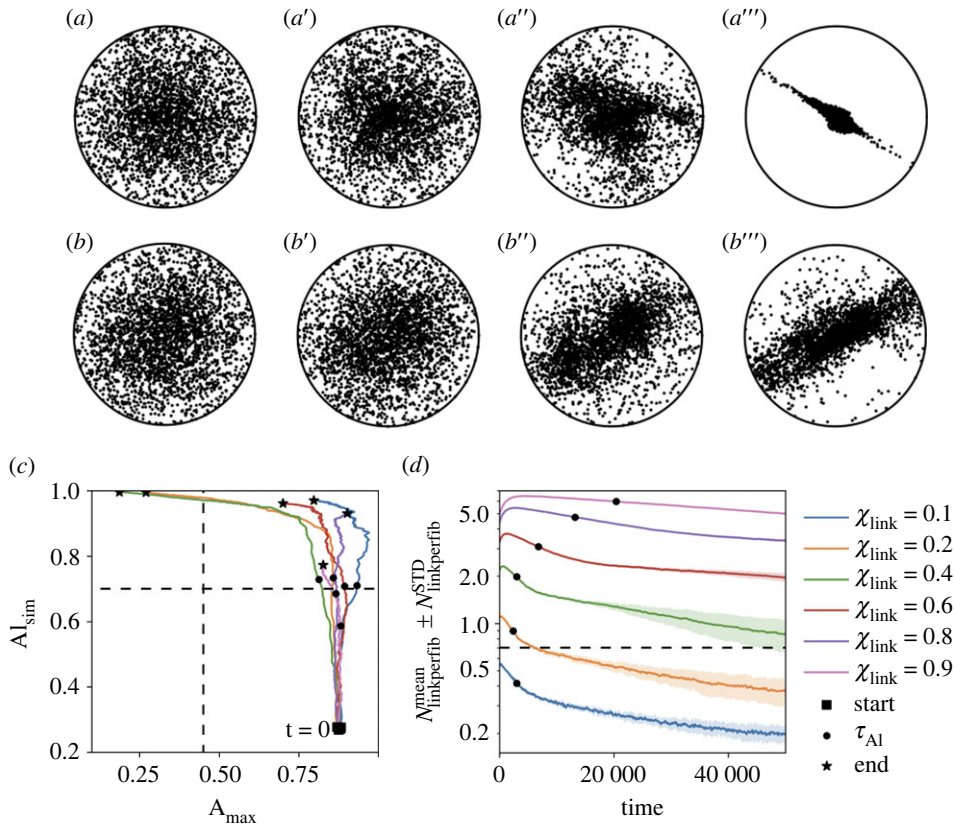 (a) (a′) (a″) (a‴)
(b) (b′) (b″) (b‴)
(c) (d)
1.0
0.8
0.6
0.4
0.2
AI_sim
t = 0
0.25 0.50 0.75
A_max
5.0
2.0
1.0
0.5
0.2
N^mean_linkperfib ± N^STD_linkperfib
0 20 000 40 000
time
χ_link = 0.1
χ_link = 0.2
χ_link = 0.4
χ_link = 0.6
χ_link = 0.8
χ_link = 0.9
start
τ_AI
end